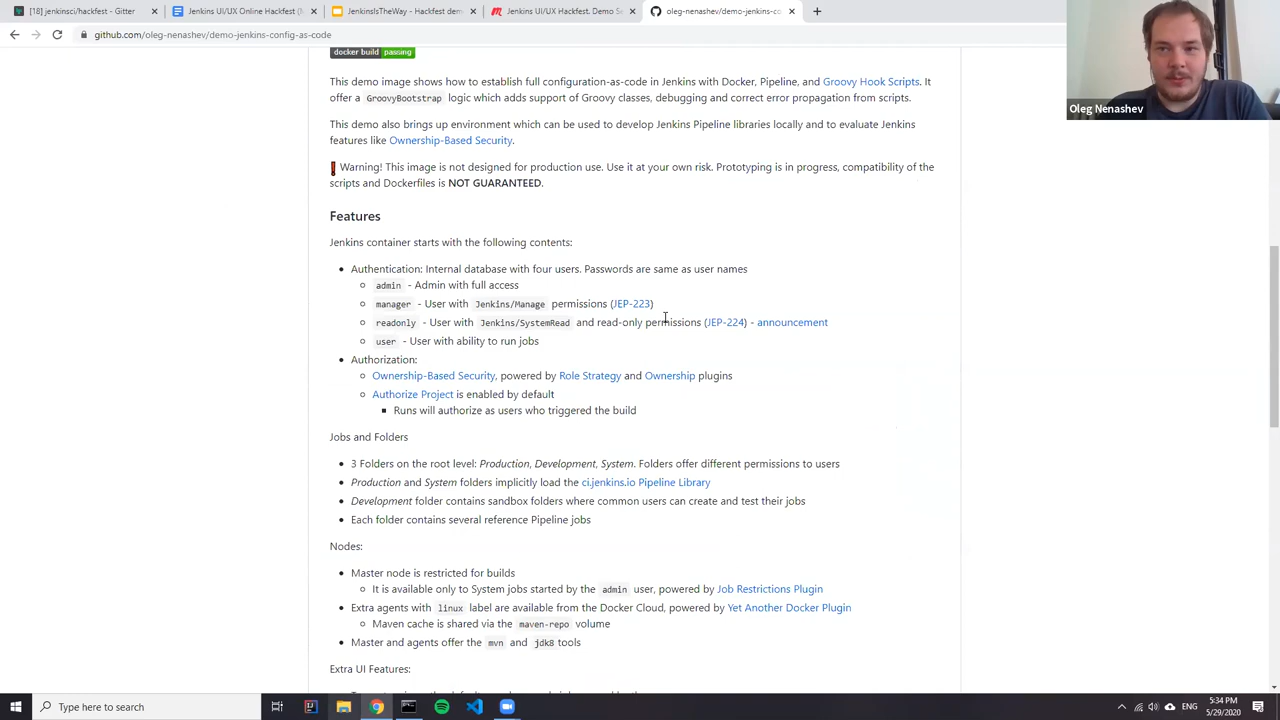 [18] jenkinsci/hackfest - Gitter
Jenkins UI/UX Online Hackfest (M
JenkinsIsTheWay - Hackfest demo
Jenkins UI/UX Hackfest. Demo Se
oleg-nenashev/demo-jenkins-con
github.com/oleg-nenashev/demo-jenkins-config-as-code
Oleg Nenashev
docker build passing
This demo image shows how to establish full configuration-as-code in Jenkins with Docker, Pipeline, and Groovy Hook Scripts. It
offer a GroovyBootstrap logic which adds support of Groovy classes, debugging and correct error propagation from scripts.
This demo also brings up environment which can be used to develop Jenkins Pipeline libraries locally and to evaluate Jenkins
features like Ownership-Based Security.
Warning! This image is not designed for production use. Use it at your own risk. Prototyping is in progress, compatibility of the
scripts and Dockerfiles is NOT GUARANTEED.
Features
Jenkins container starts with the following contents:
Authentication: Internal database with four users. Passwords are same as user names
admin - Admin with full access
manager - User with Jenkins/Manage permissions (JEP-223)
readonly - User with Jenkins/SystemRead and read-only permissions (JEP-224) - announcement
user - User with ability to run jobs
Authorization:
Ownership-Based Security, powered by Role Strategy and Ownership plugins
Authorize Project is enabled by default
Runs will authorize as users who triggered the build
Jobs and Folders
3 Folders on the root level: Production, Development, System. Folders offer different permissions to users
Production and System folders implicitly load the ci.jenkins.io Pipeline Library
Development folder contains sandbox folders where common users can create and test their jobs
Each folder contains several reference Pipeline jobs
Nodes:
Master node is restricted for builds
It is available only to System jobs started by the admin user, powered by Job Restrictions Plugin
Extra agents with linux label are available from the Docker Cloud, powered by Yet Another Docker Plugin
Maven cache is shared via the maven-repo volume
Master and agents offer the mvn and jdk8 tools
Extra UI Features:
Type here to search
ENG
5:34 PM
5/29/2020